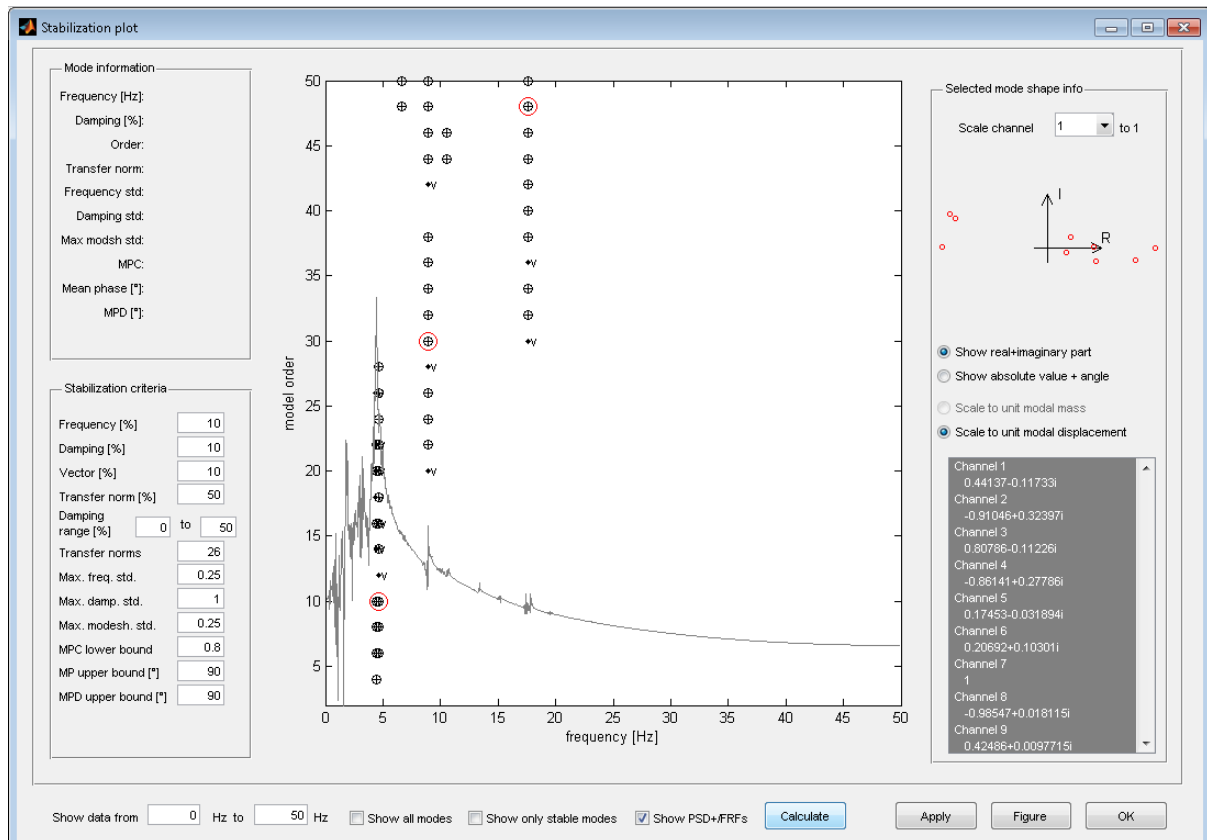 Stabilization plot
Mode information
Frequency [Hz]:
Damping [%]:
Order:
Transfer norm:
Frequency std:
Damping std:
Max modsh std:
MPC:
Mean phase [°]:
MPD [°]:
Stabilization criteria
Frequency [%] 10
Damping [%] 10
Vector [%] 10
Transfer norm [%] 50
Damping range [%] 0 to 50
Transfer norms 26
Max. freq. std. 0.25
Max. damp. std. 1
Max. modesh. std. 0.25
MPC lower bound 0.8
MP upper bound [°] 90
MPD upper bound [°] 90
50
45
40
35
30
25
20
15
10
5
model order
v
v
v
v
v
v
v
v
v
0 5 10 15 20 25 30 35 40 45 50
frequency [Hz]
Selected mode shape info
Scale channel 1 to 1
I
R
Show real+imaginary part
Show absolute value + angle
Scale to unit modal mass
Scale to unit modal displacement
Channel 1
0.44137-0.11733i
Channel 2
-0.91046+0.32397i
Channel 3
0.80786-0.11226i
Channel 4
-0.86141+0.27786i
Channel 5
0.17453-0.031894i
Channel 6
0.20692+0.10301i
Channel 7
1
Channel 8
-0.98547+0.018115i
Channel 9
0.42486+0.0097715i
Show data from 0 Hz to 50 Hz Show all modes Show only stable modes Show PSD+/FRFs Calculate Apply Figure OK